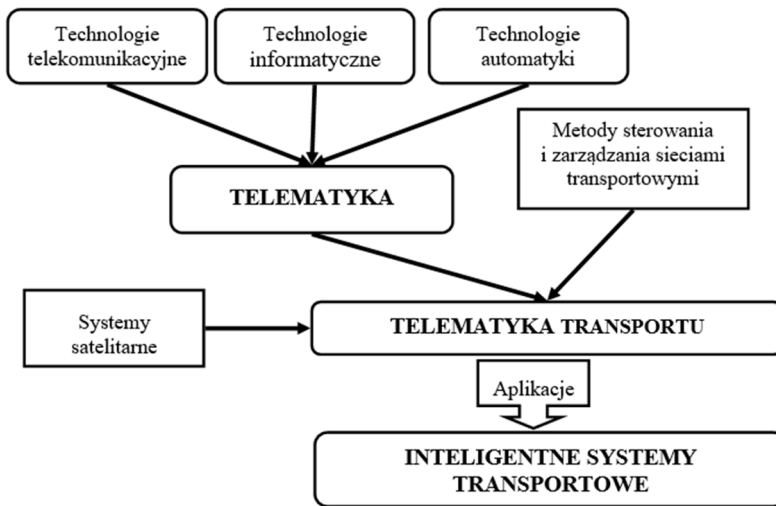 Technologie
telekomunikacyjne
Technologie
informatyczne
Technologie
automatyki
Metody sterowania
i zarządzania sieciami
transportowymi
TELEMATYKA
Systemy
satelitarne
TELEMATYKA TRANSPORTU
Aplikacje
INTELIGENTNE SYSTEMY
TRANSPORTOWE